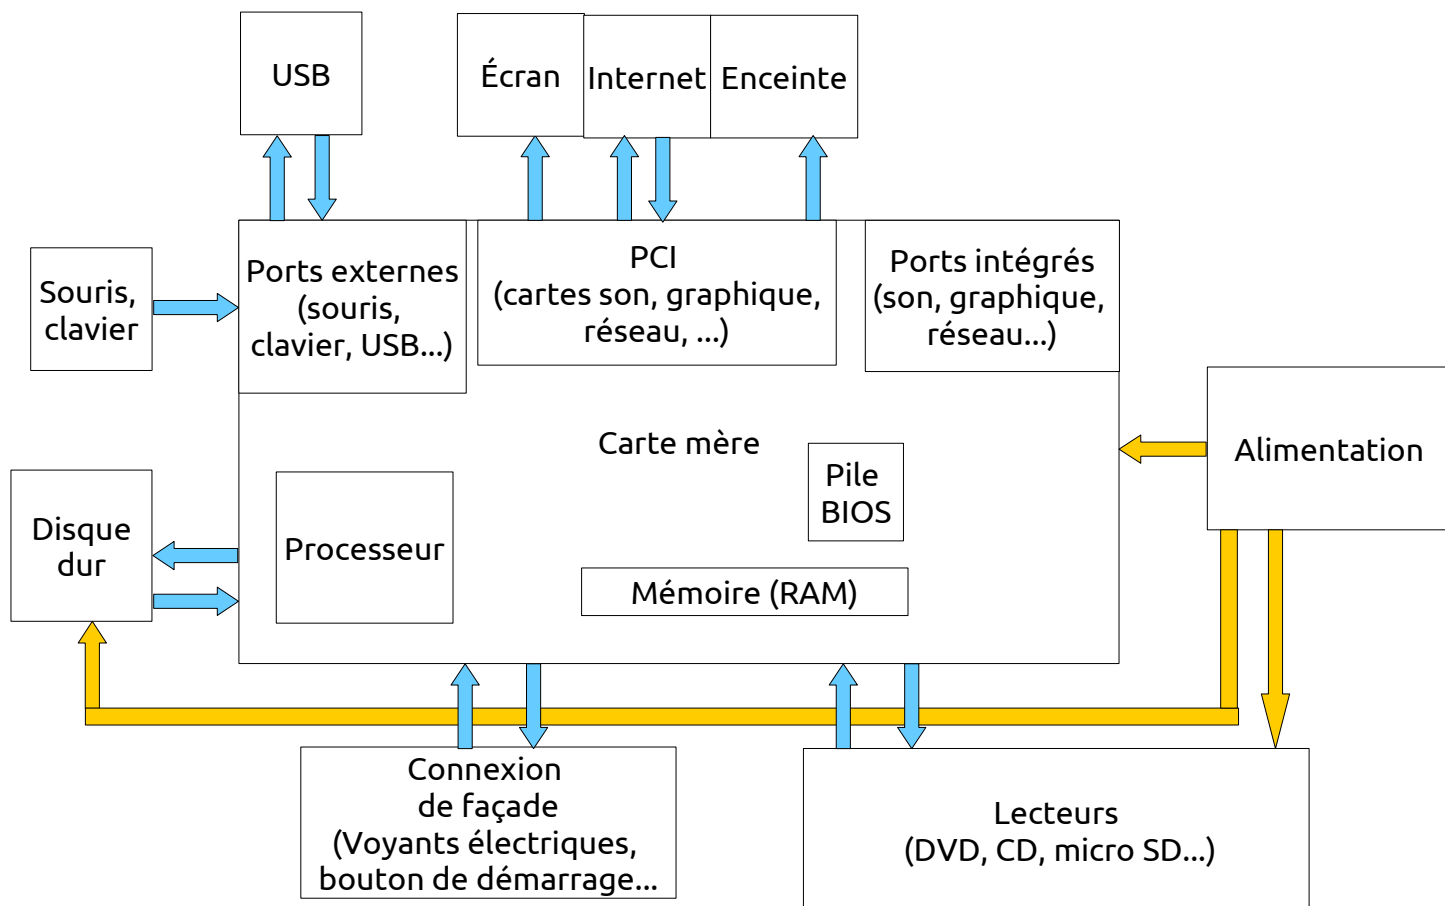 USB
Écran
Internet
Enceinte
Souris,
clavier
Ports externes
(souris,
clavier, USB...)
PCI
(cartes son, graphique,
réseau, ...)
Ports intégrés
(son, graphique,
réseau...)
Carte mère
Alimentation
Disque
dur
Processeur
Pile
BIOS
Mémoire (RAM)
Connexion
de façade
(Voyants électriques,
bouton de démarrage...
Lecteurs
(DVD, CD, micro SD...)